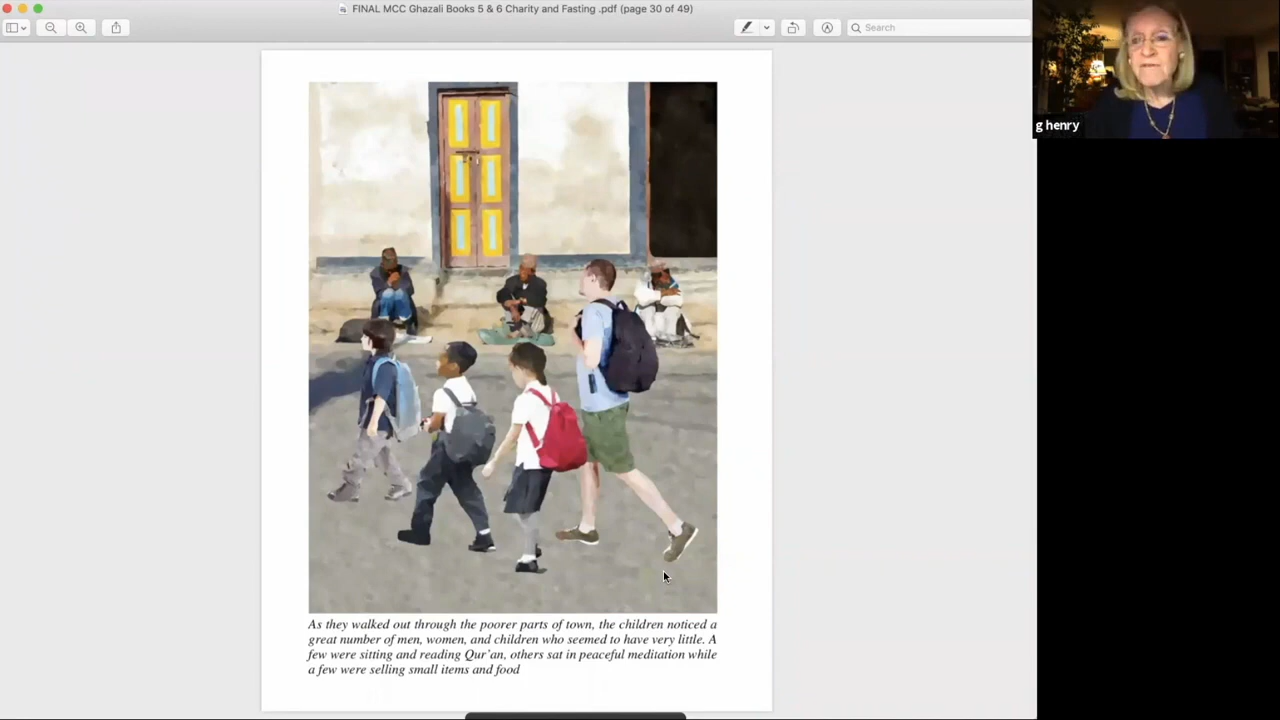 FINAL MCC Ghazali Books 5 & 6 Charity and Fasting .pdf (page 30 of 49)
Search
g henry
As they walked out through the poorer parts of town, the children noticed a
great number of men, women, and children who seemed to have very little. A
few were sitting and reading Qur'an, others sat in peaceful meditation while
a few were selling small items and food